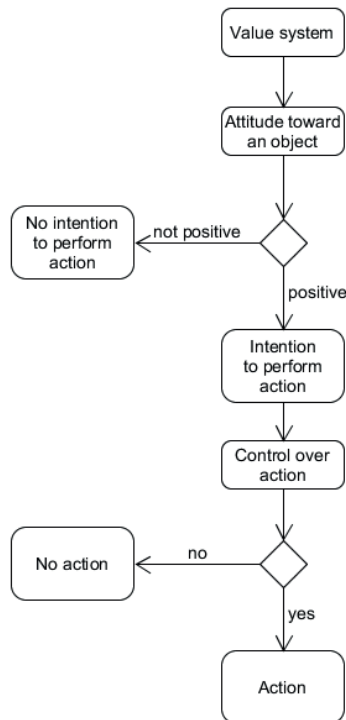 Value system
Attitude toward
an object
not positive
No intention
to perform
action
positive
Intention
to perform
action
Control over
action
no
No action
yes
Action